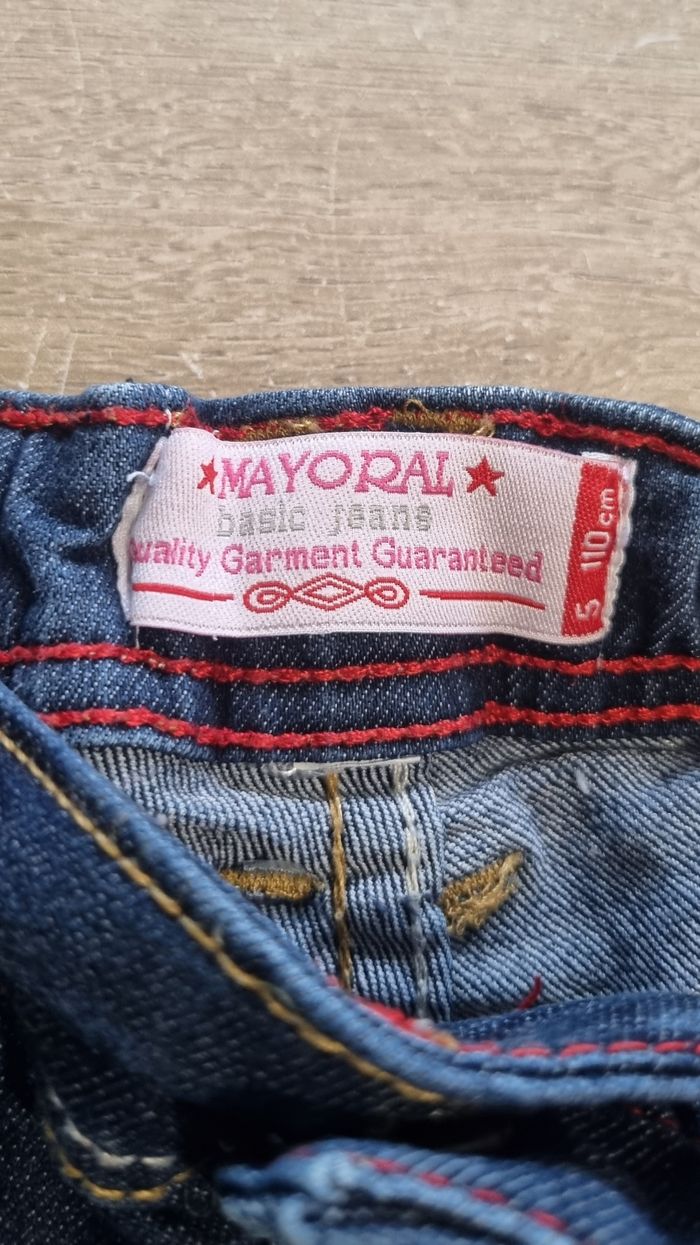 MAYORAL
basic jeans
Quality Garment Guaranteed
5 110cm